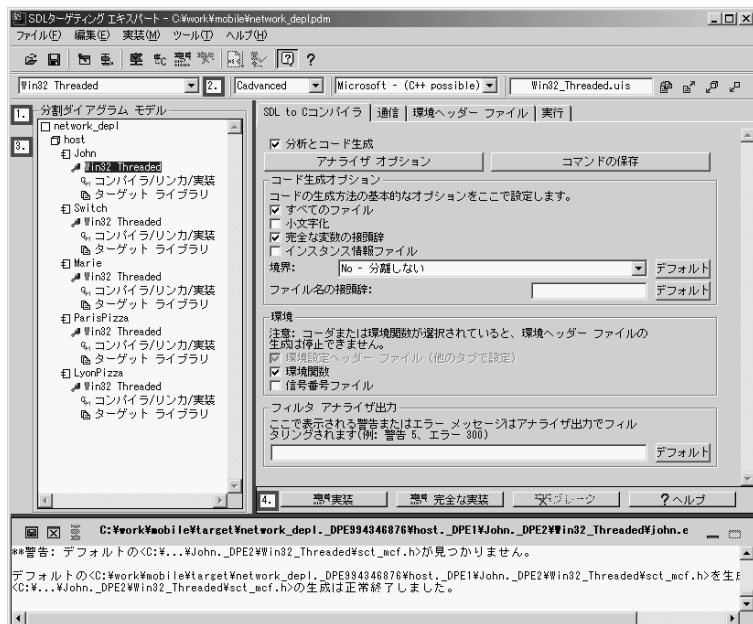 SDLターゲティング エキスパート - C:¥work¥mobile¥network_depl.pdm
ファイル(F) 編集(E) 実装(M) ツール(T) ヘルプ(H)
Win32 Threaded
2.
Cadvanced
Microsoft - (C++ possible)
Win32_Threaded.uis
1.
分割ダイアグラム モデル
3.
network_depl
host
John
Win32 Threaded
コンパイラ/リンカ/実装
ターゲット ライブラリ
Switch
Win32 Threaded
コンパイラ/リンカ/実装
ターゲット ライブラリ
Marie
Win32 Threaded
コンパイラ/リンカ/実装
ターゲット ライブラリ
ParisPizza
Win32 Threaded
コンパイラ/リンカ/実装
ターゲット ライブラリ
LyonPizza
Win32 Threaded
コンパイラ/リンカ/実装
ターゲット ライブラリ
SDL to Cコンパイラ 通信 環境ヘッダー ファイル 実行
分析とコード生成
アナライザ オプション コマンドの保存
コード生成オプション
コードの生成方法の基本的なオプションをここで設定します。
すべてのファイル
小文字化
完全な変数の接頭辞
インスタンス情報ファイル
境界: No - 分離しない デフォルト
ファイル名の接頭辞: デフォルト
環境
注意: コーダまたは環境関数が選択されていると、環境ヘッダー ファイルの
生成は停止できません。
環境設定ヘッダー ファイル (他のタブで設定)
環境関数
信号番号ファイル
フィルタ アナライザ出力
ここで表示される警告またはエラー メッセージはアナライザ出力でフィル
タリングされます(例: 警告 5、エラー 300)
デフォルト
4.
実装 完全な実装 ブレーク ヘルプ
C:¥work¥mobile¥target¥network_depl._DPE994346876¥host._DPE1¥John._DPE2¥Win32_Threaded¥john.e
**警告: デフォルトの<C:¥...¥John._DPE2¥Win32_Threaded¥sct_mcf.h>が見つかりません。
デフォルトの<C:¥work¥mobile¥target¥network_depl._DPE994346876¥host._DPE1¥John._DPE2¥Win32_Threaded¥sct_mcf.h>を生
<C:¥...¥John._DPE2¥Win32_Threaded¥sct_mcf.h>の生成は正常終了しました。